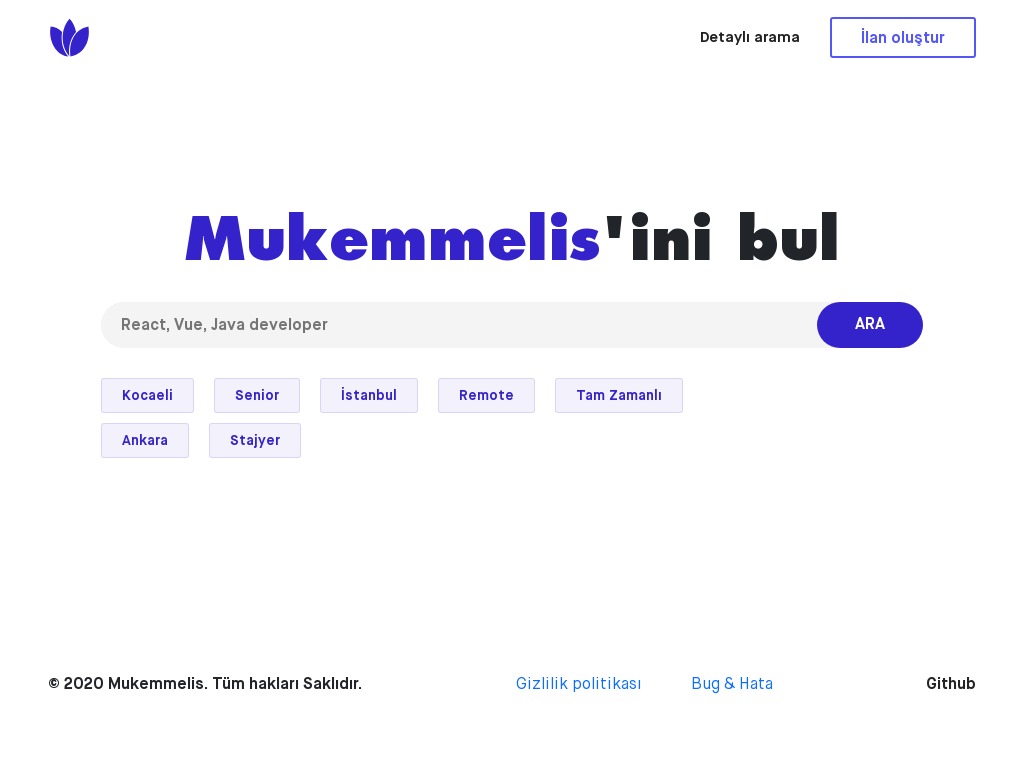 Detaylı arama
İlan oluştur
Mukemmelis'ini bul
React, Vue, Java developer
ARA
Kocaeli
Senior
İstanbul
Remote
Tam Zamanlı
Ankara
Stajyer
© 2020 Mukemmelis. Tüm hakları Saklıdır.
Gizlilik politikası
Bug & Hata
Github